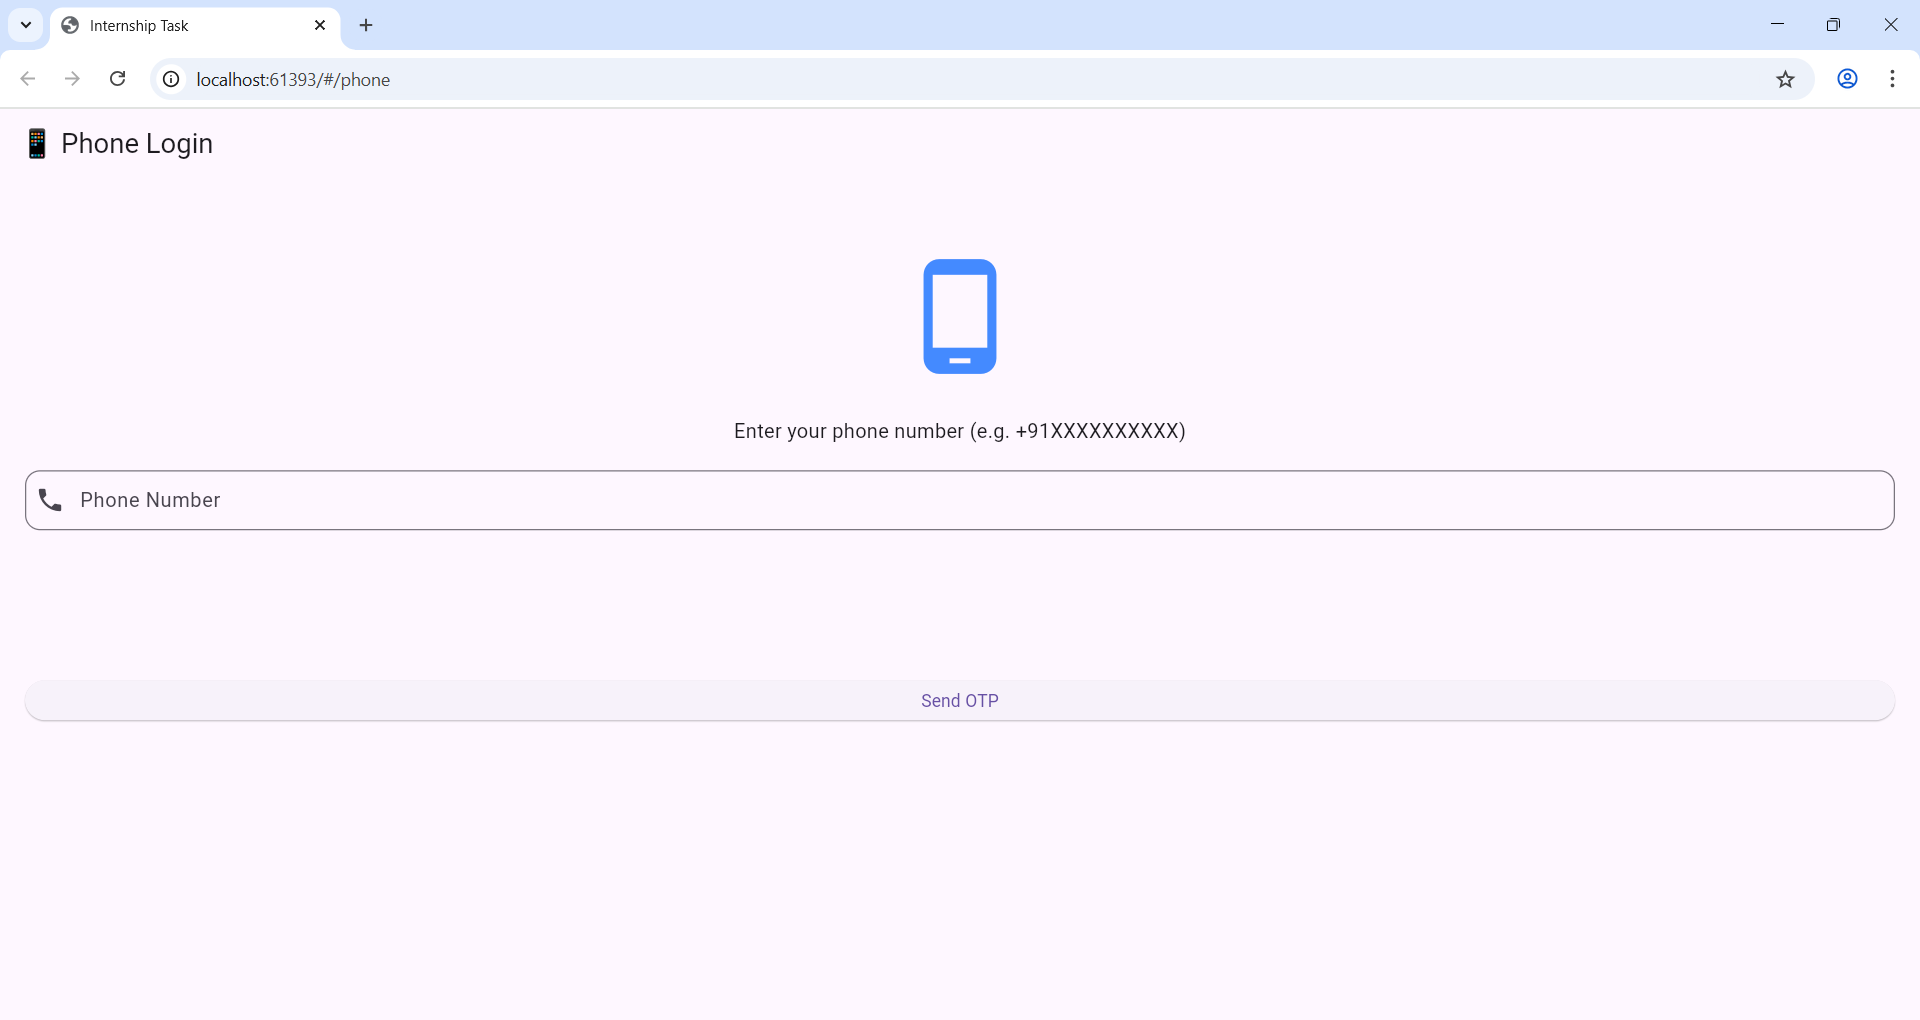 Internship Task
localhost:61393/#/phone
📱 Phone Login
Enter your phone number (e.g. +91XXXXXXXXXX)
Phone Number
Send OTP